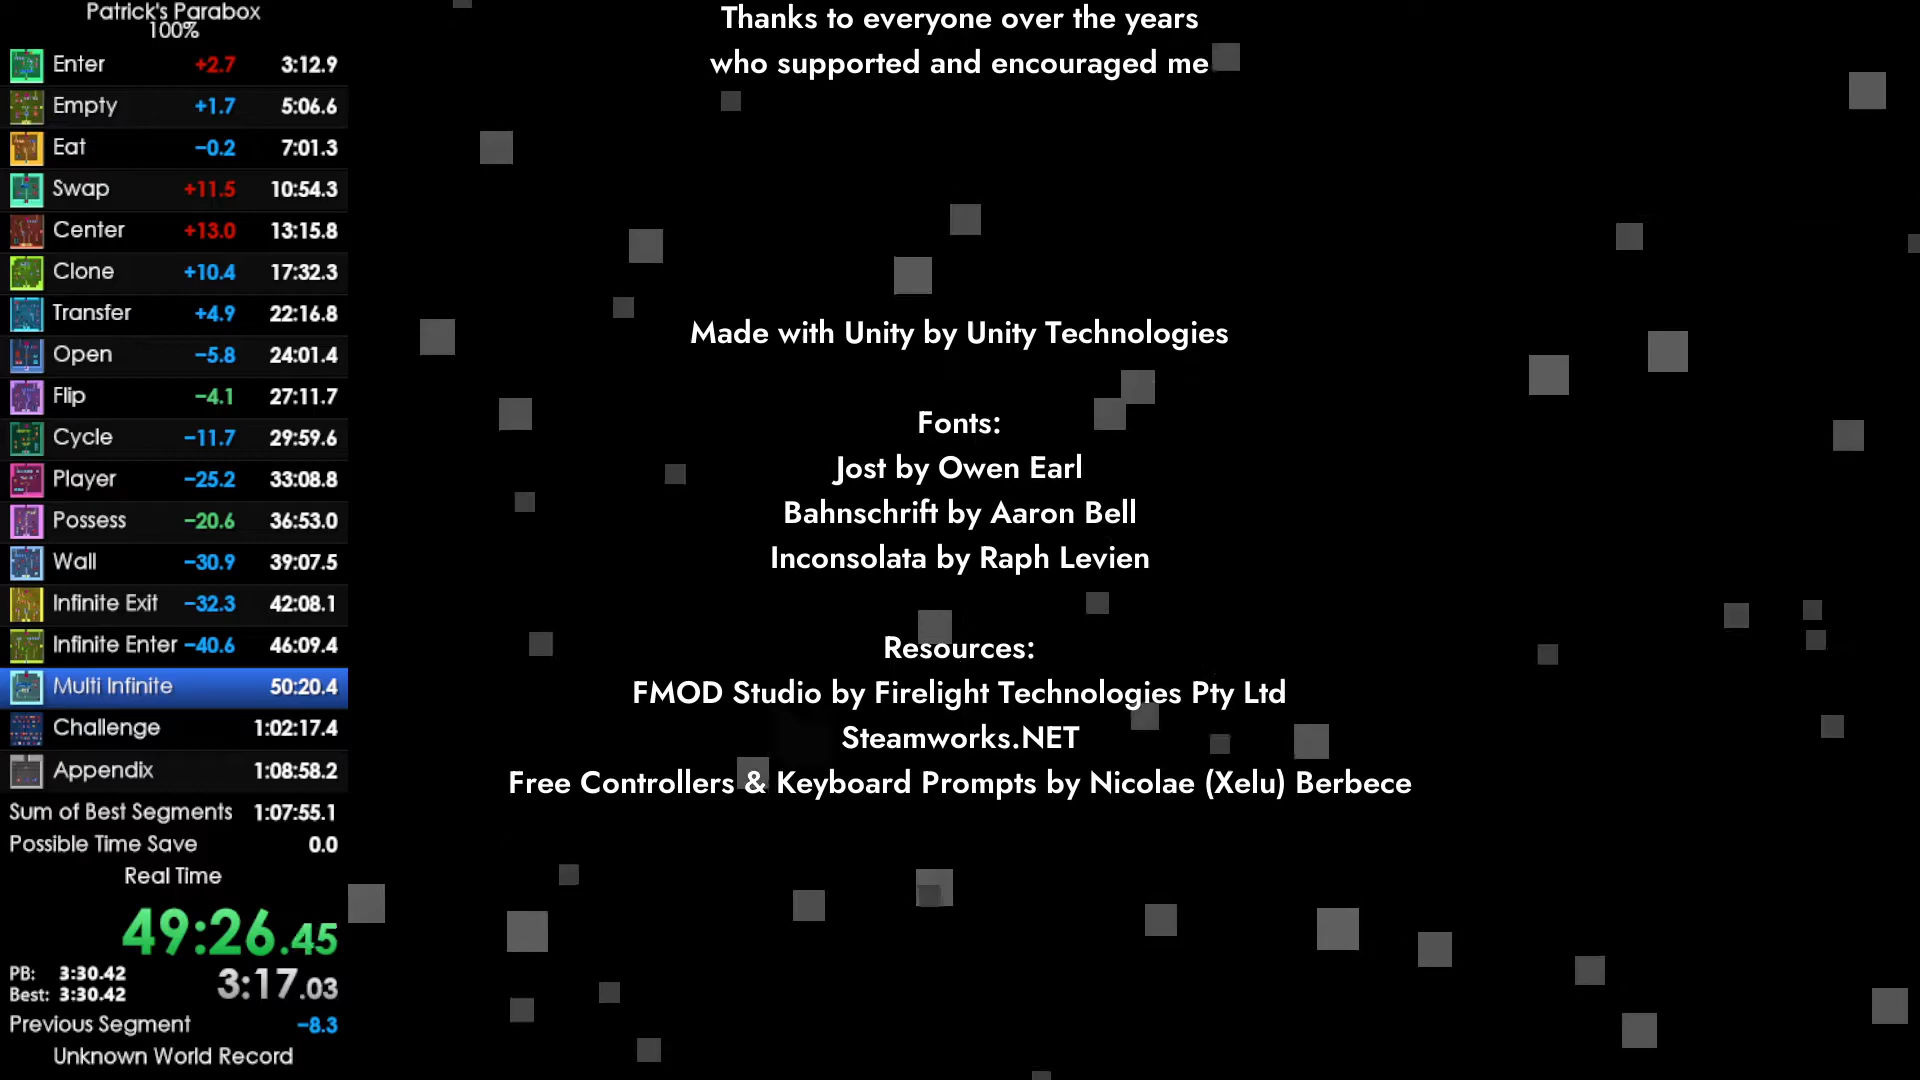 Patrick's Parabox
100%
Enter +2.7 3:12.9
Empty +1.7 5:06.6
Eat −0.2 7:01.3
Swap +11.5 10:54.3
Center +13.0 13:15.8
Clone +10.4 17:32.3
Transfer +4.9 22:16.8
Open −5.8 24:01.4
Flip −4.1 27:11.7
Cycle −11.7 29:59.6
Player −25.2 33:08.8
Possess −20.6 36:53.0
Wall −30.9 39:07.5
Infinite Exit −32.3 42:08.1
Infinite Enter −40.6 46:09.4
Multi Infinite 50:20.4
Challenge 1:02:17.4
Appendix 1:08:58.2
Sum of Best Segments 1:07:55.1
Possible Time Save 0.0
Real Time
49:26.45
PB: 3:30.42
Best: 3:30.42
3:17.03
Previous Segment −8.3
Unknown World Record
Thanks to everyone over the years
who supported and encouraged me
Made with Unity by Unity Technologies
Fonts:
Jost by Owen Earl
Bahnschrift by Aaron Bell
Inconsolata by Raph Levien
Resources:
FMOD Studio by Firelight Technologies Pty Ltd
Steamworks.NET
Free Controllers & Keyboard Prompts by Nicolae (Xelu) Berbece